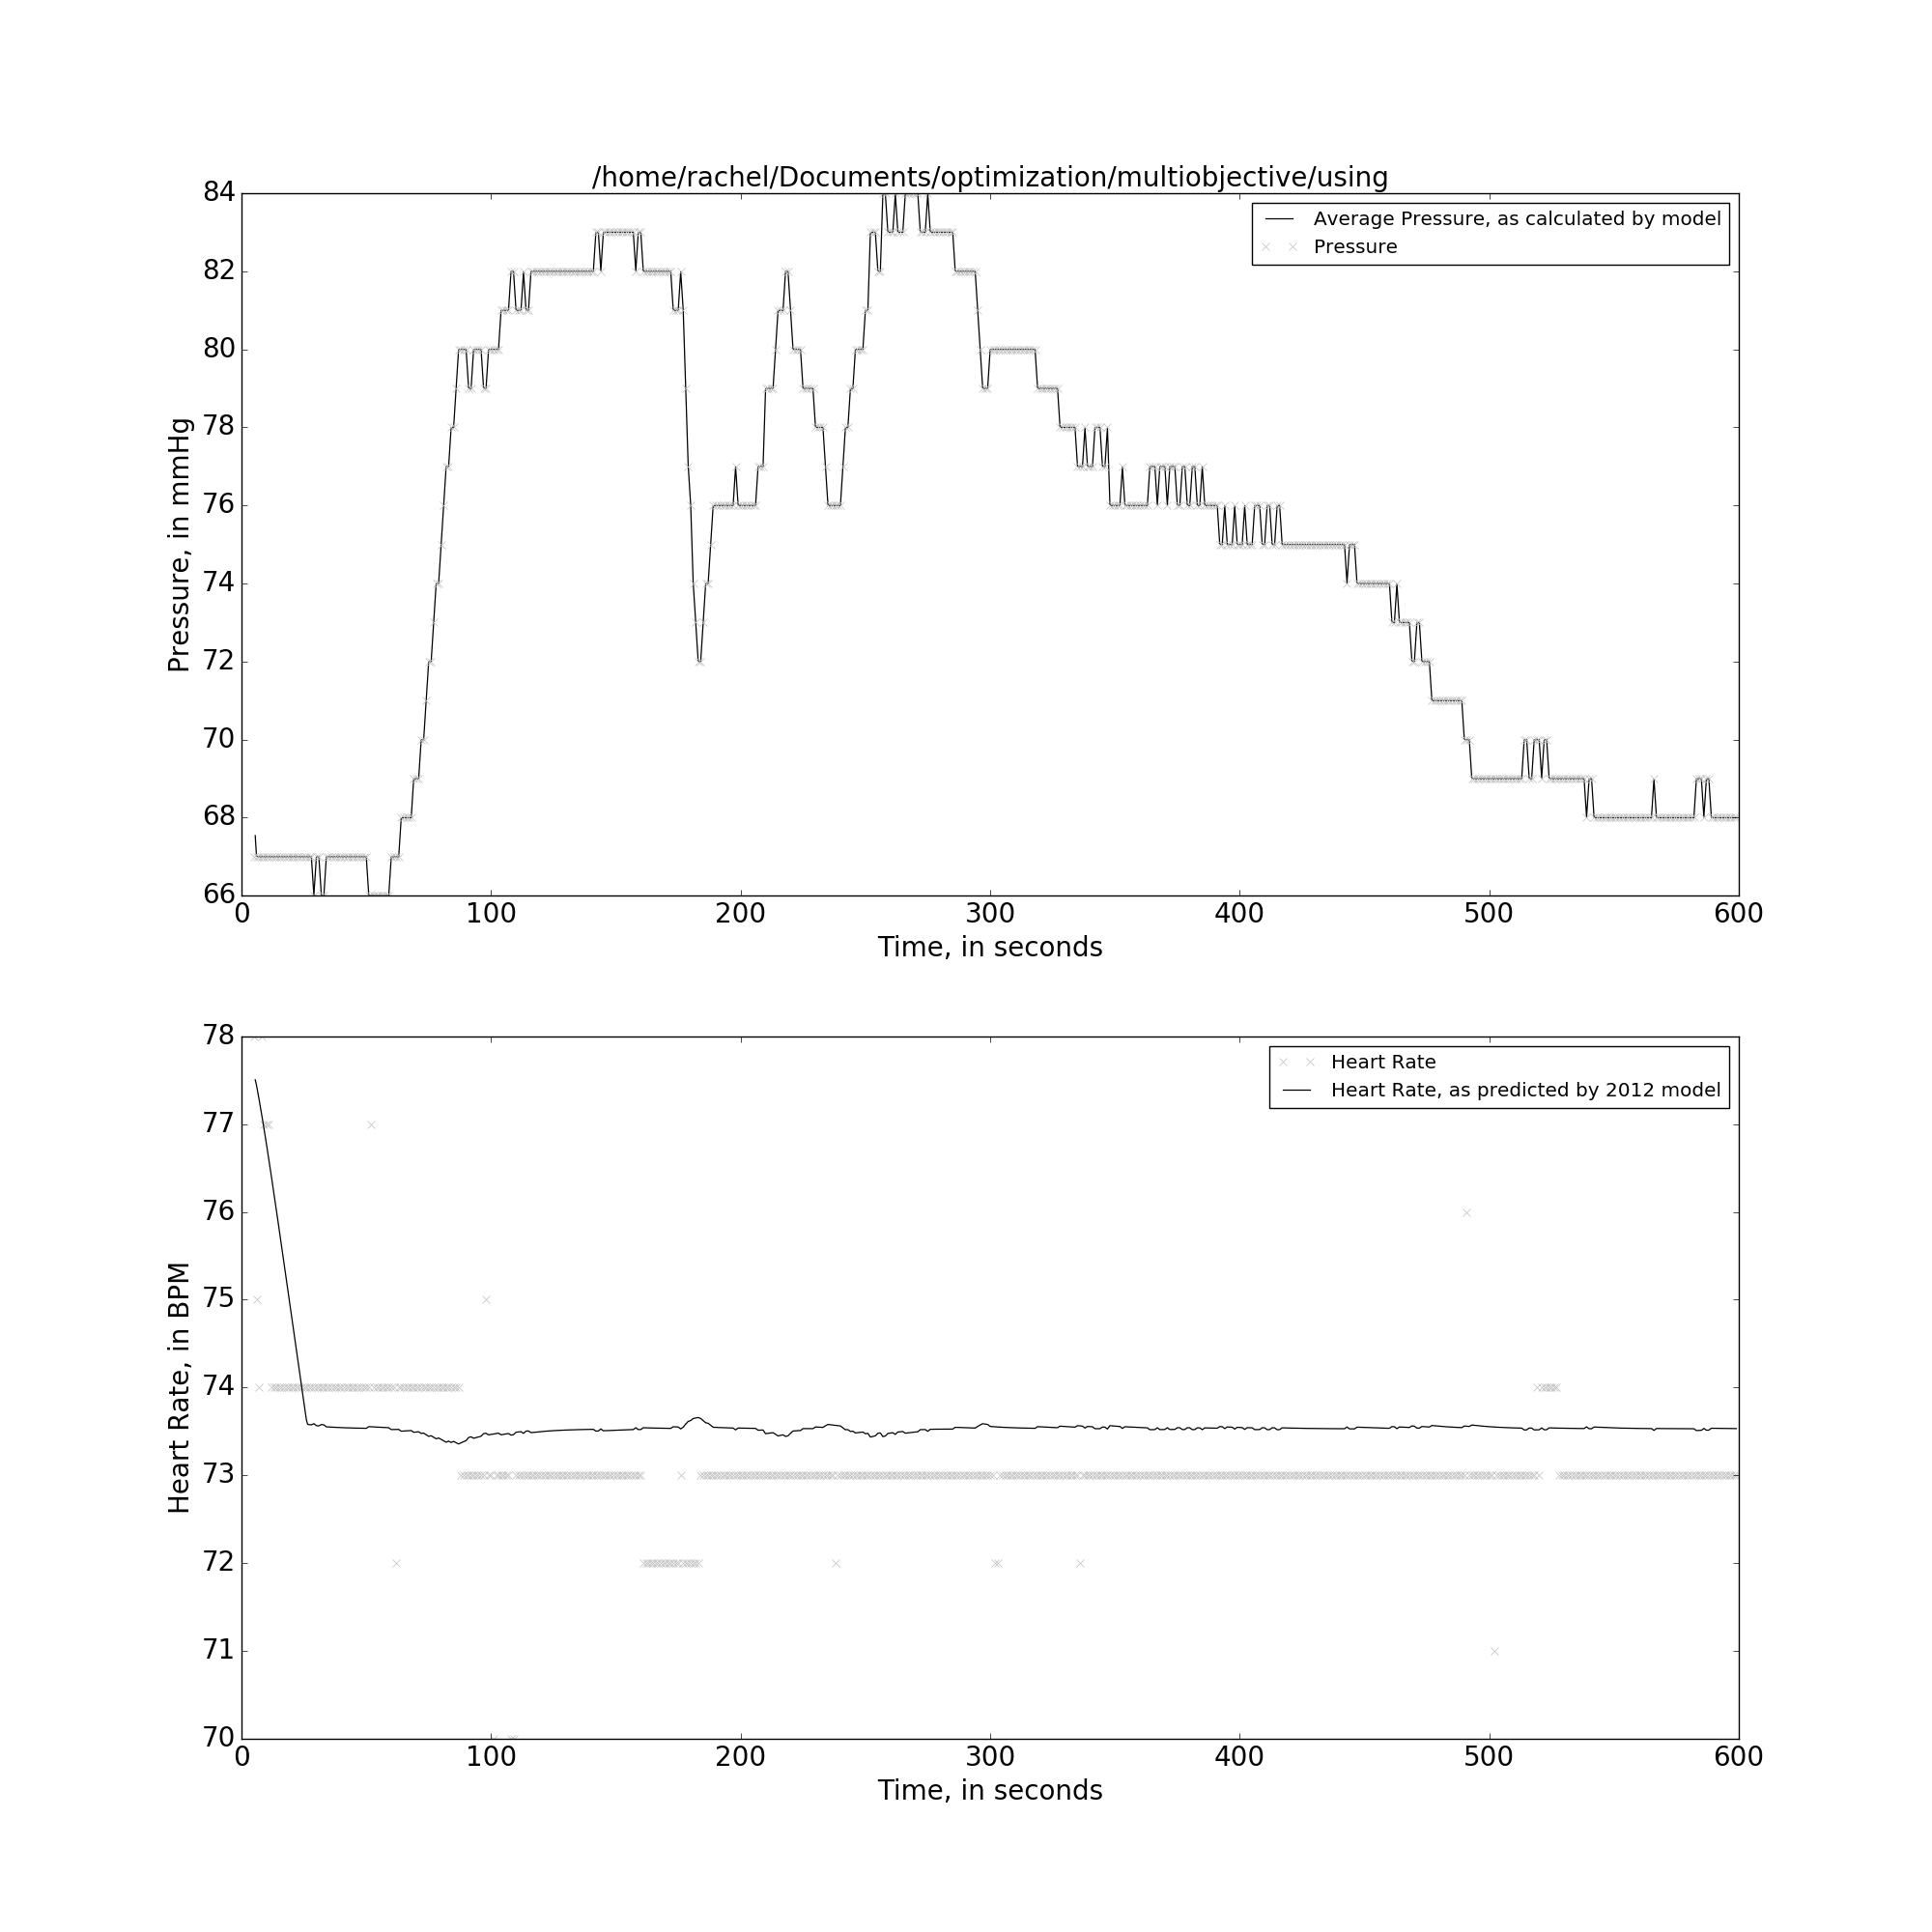 /home/rachel/Documents/optimization/multiobjective/using
84
82
80
78
76
74
72
70
68
66
Pressure, in mmHg
Average Pressure, as calculated by model
Pressure
0 100 200 300 400 500 600
Time, in seconds
78
77
76
75
74
73
72
71
70
Heart Rate, in BPM
Heart Rate
Heart Rate, as predicted by 2012 model
0 100 200 300 400 500 600
Time, in seconds